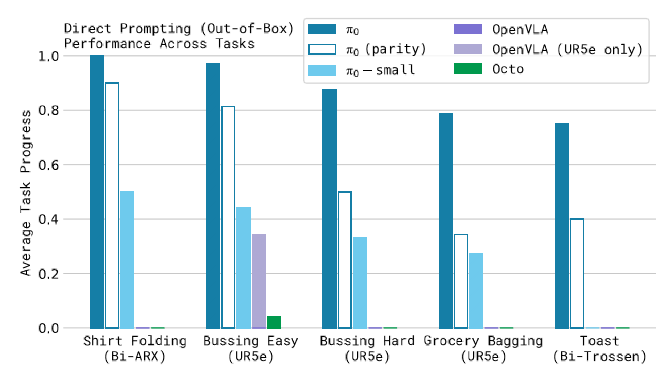 Direct Prompting (Out-of-Box)
Performance Across Tasks
π₀
π₀ (parity)
π₀ – small
OpenVLA
OpenVLA (UR5e only)
Octo
Average Task Progress
1.0
0.8
0.6
0.4
0.2
0.0
Shirt Folding
(Bi-ARX)
Bussing Easy
(UR5e)
Bussing Hard
(UR5e)
Grocery Bagging
(UR5e)
Toast
(Bi-Trossen)